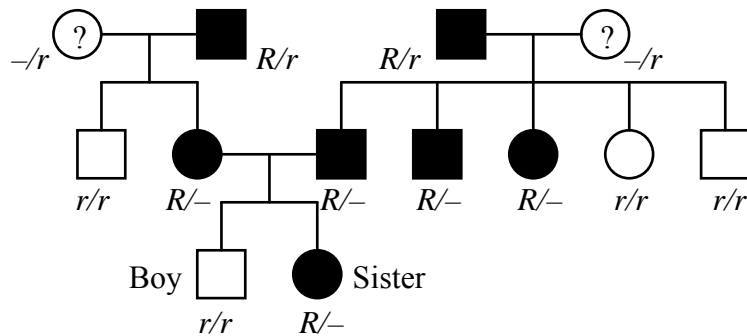 ? ?
–/r R/r R/r –/r
r/r R/– R/– R/– R/– r/r r/r
Boy Sister
r/r R/–